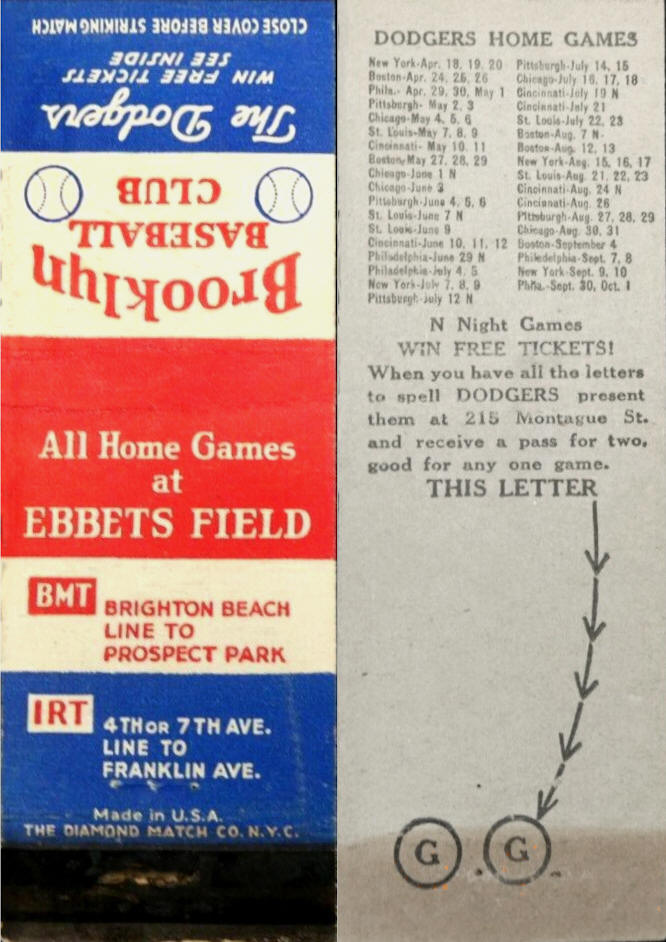 Brooklyn
BASEBALL
CLUB
The Dodgers
WIN FREE TICKETS
SEE INSIDE
CLOSE COVER BEFORE STRIKING MATCH
All Home Games
at
EBBETS FIELD
BMT
BRIGHTON BEACH
LINE TO
PROSPECT PARK
IRT
4TH OR 7TH AVE.
LINE TO
FRANKLIN AVE.
Made in U.S.A.
THE DIAMOND MATCH CO. N.Y.C.
DODGERS HOME GAMES
New York-Apr. 18, 19, 20
Boston-Apr. 24, 25, 26
Phila.- Apr. 29, 30, May 1
Pittsburgh- May 2, 3
Chicago-May 4, 5, 6
St. Louis-May 7, 8, 9
Cincinnati- May 10, 11
Boston-May 27, 28, 29
Chicago-June 1 N
Chicago-June 3
Pittsburgh-June 4, 5, 6
St. Louis-June 7 N
St. Louis-June 9
Cincinnati-June 10, 11, 12
Philadelphia-June 29 N
Philadelphia-July 4, 5
New York-July 7, 8, 9
Pittsburgh-July 12 N
Pittsburgh-July 14, 15
Chicago-July 16, 17, 18
Cincinnati-July 19 N
Cincinnati-July 21
St. Louis-July 22, 23
Boston-Aug. 7 N-
Boston-Aug. 12, 13
New York-Aug. 15, 16, 17
St. Louis-Aug. 21, 22, 23
Cincinnati-Aug. 24 N
Cincinnati-Aug. 26
Pittsburgh-Aug. 27, 28, 29
Chicago-Aug. 30, 31
Boston-September 4
Philadelphia-Sept. 7, 8
New York-Sept. 9, 10
Phila.-Sept. 30, Oct. 1
N Night Games
WIN FREE TICKETS!
When you have all the letters
to spell DODGERS present
them at 215 Montague St.
and receive a pass for two,
good for any one game.
THIS LETTER
G G